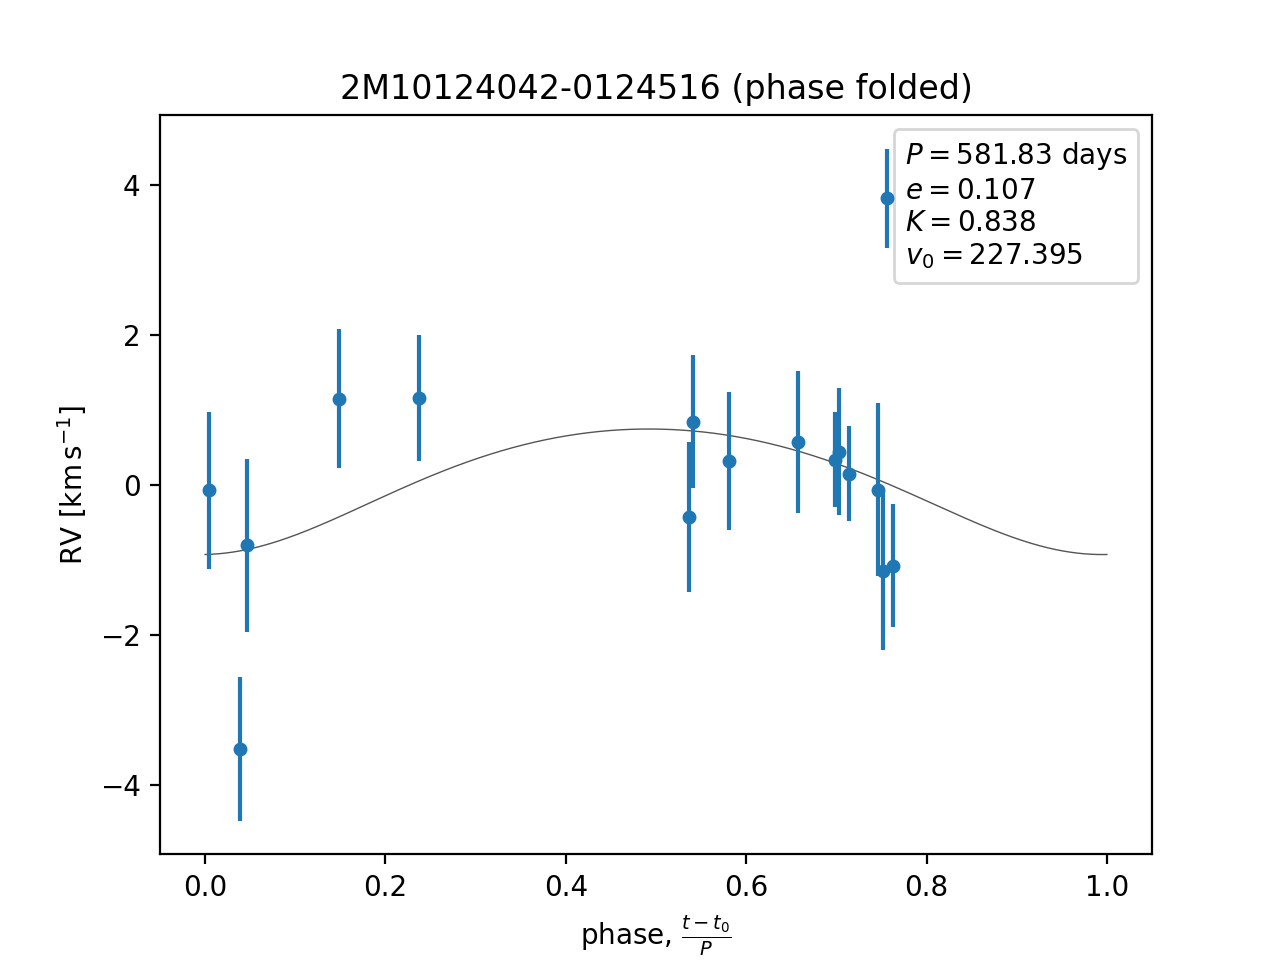 2M10124042-0124516 (phase folded)
P = 581.83 days
e = 0.107
K = 0.838
v₀ = 227.395
RV [km s⁻¹]
4
2
0
−2
−4
0.0 0.2 0.4 0.6 0.8 1.0
phase, (t − t₀)/P